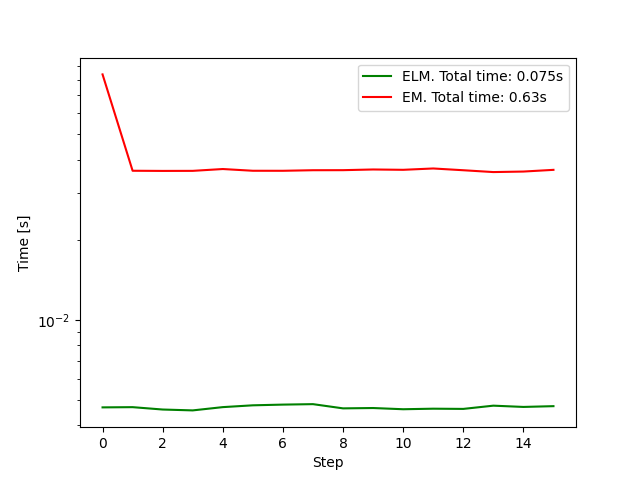 ELM. Total time: 0.075s
EM. Total time: 0.63s
Time [s]
10⁻²
0 2 4 6 8 10 12 14
Step